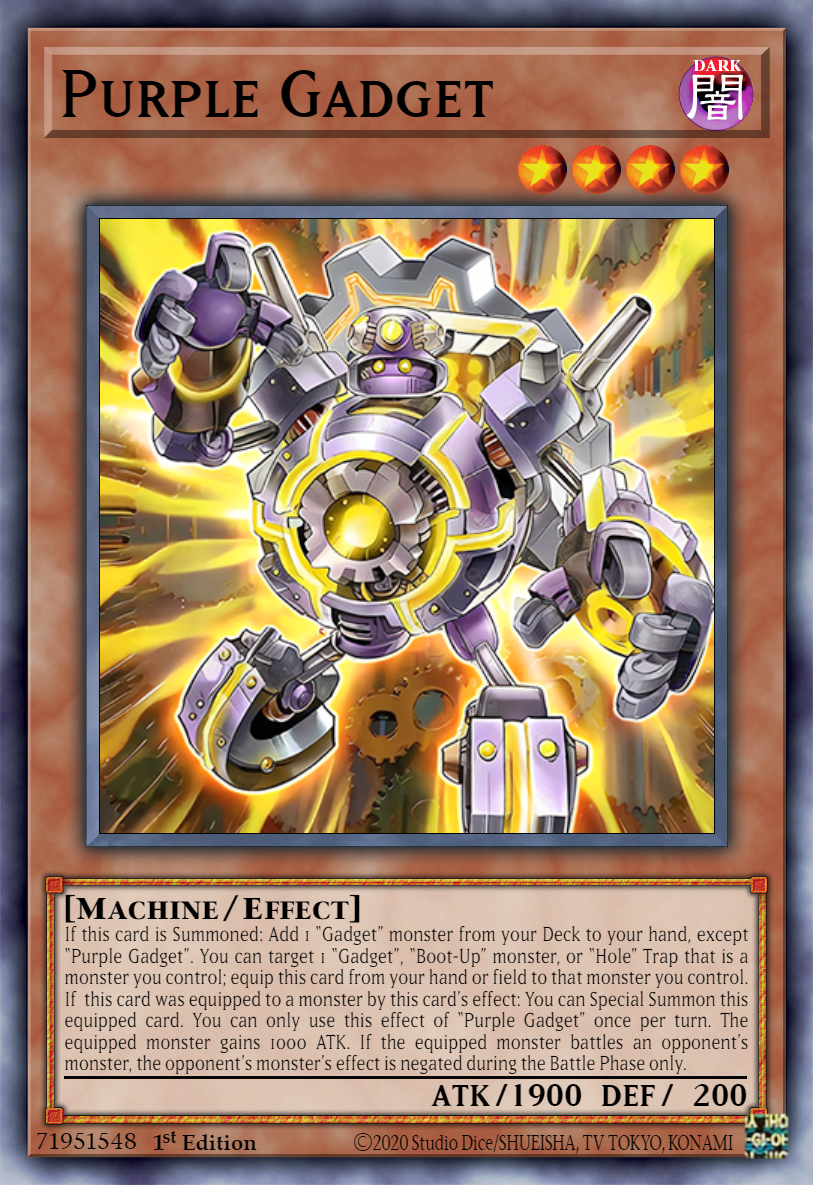 Purple Gadget
DARK
闇
[Machine/Effect]
If this card is Summoned: Add 1 "Gadget" monster from your Deck to your hand, except
"Purple Gadget". You can target 1 "Gadget", "Boot-Up" monster, or "Hole" Trap that is a
monster you control; equip this card from your hand or field to that monster you control.
If this card was equipped to a monster by this card's effect: You can Special Summon this
equipped card. You can only use this effect of "Purple Gadget" once per turn. The
equipped monster gains 1000 ATK. If the equipped monster battles an opponent's
monster, the opponent's monster's effect is negated during the Battle Phase only.
ATK/1900 DEF/ 200
71951548 1st Edition ©2020 Studio Dice/SHUEISHA, TV TOKYO, KONAMI